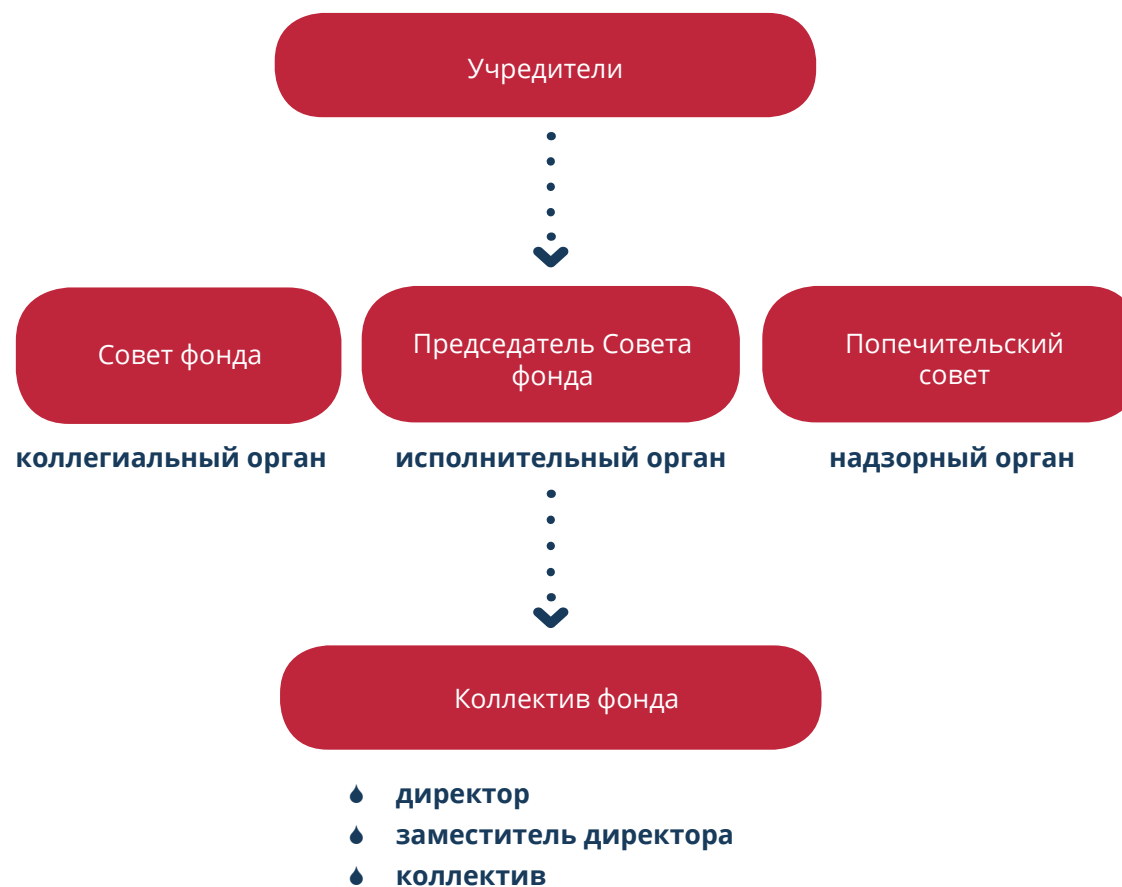 Учредители
Совет фонда
Председатель Совета
фонда
Попечительский
совет
коллегиальный орган
исполнительный орган
надзорный орган
Коллектив фонда
директор
заместитель директора
коллектив